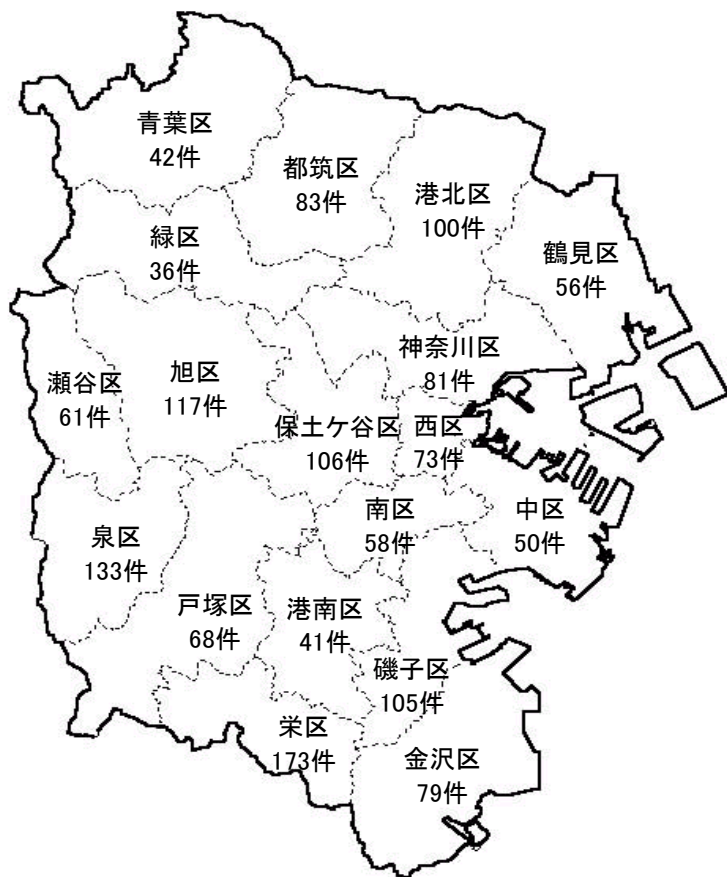 青葉区
42件
都筑区
83件
港北区
100件
鶴見区
56件
緑区
36件
神奈川区
81件
瀬谷区
61件
旭区
117件
保土ケ谷区
106件
西区
73件
南区
58件
中区
50件
泉区
133件
戸塚区
68件
港南区
41件
磯子区
105件
栄区
173件
金沢区
79件